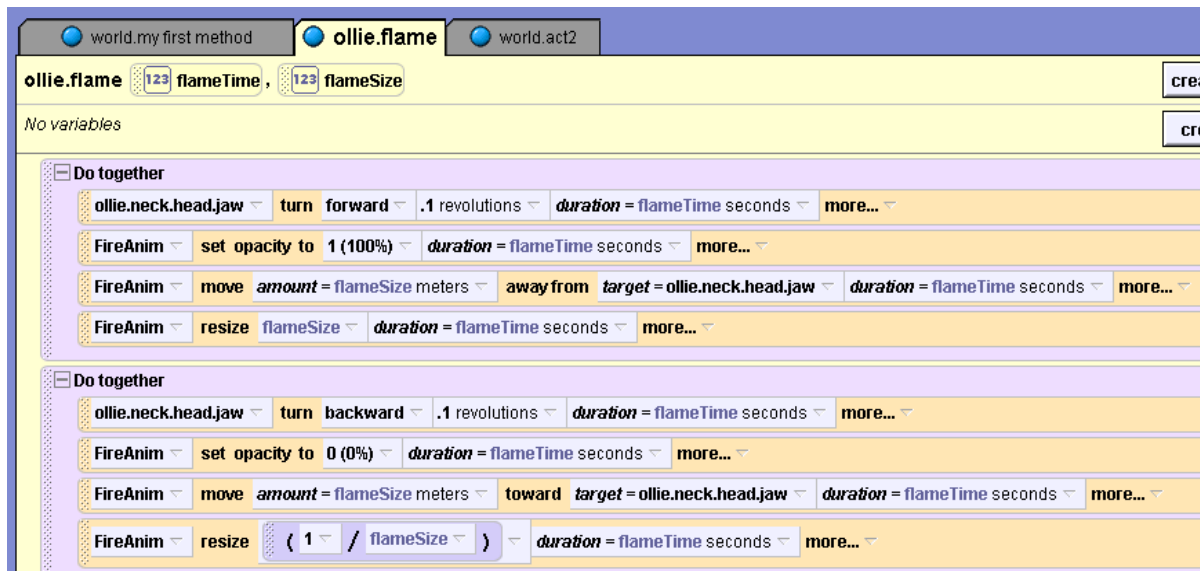 world.my first method ollie.flame world.act2
ollie.flame 123 flameTime, 123 flameSize crea
No variables cre
Do together
ollie.neck.head.jaw turn forward .1 revolutions duration = flameTime seconds more...
FireAnim set opacity to 1 (100%) duration = flameTime seconds more...
FireAnim move amount = flameSize meters away from target = ollie.neck.head.jaw duration = flameTime seconds more...
FireAnim resize flameSize duration = flameTime seconds more...
Do together
ollie.neck.head.jaw turn backward .1 revolutions duration = flameTime seconds more...
FireAnim set opacity to 0 (0%) duration = flameTime seconds more...
FireAnim move amount = flameSize meters toward target = ollie.neck.head.jaw duration = flameTime seconds more...
FireAnim resize ( 1 / flameSize ) duration = flameTime seconds more...